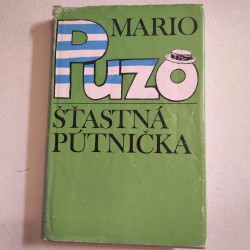 MARIO
Puzo
ŠŤASTNÁ
PÚTNIČKA